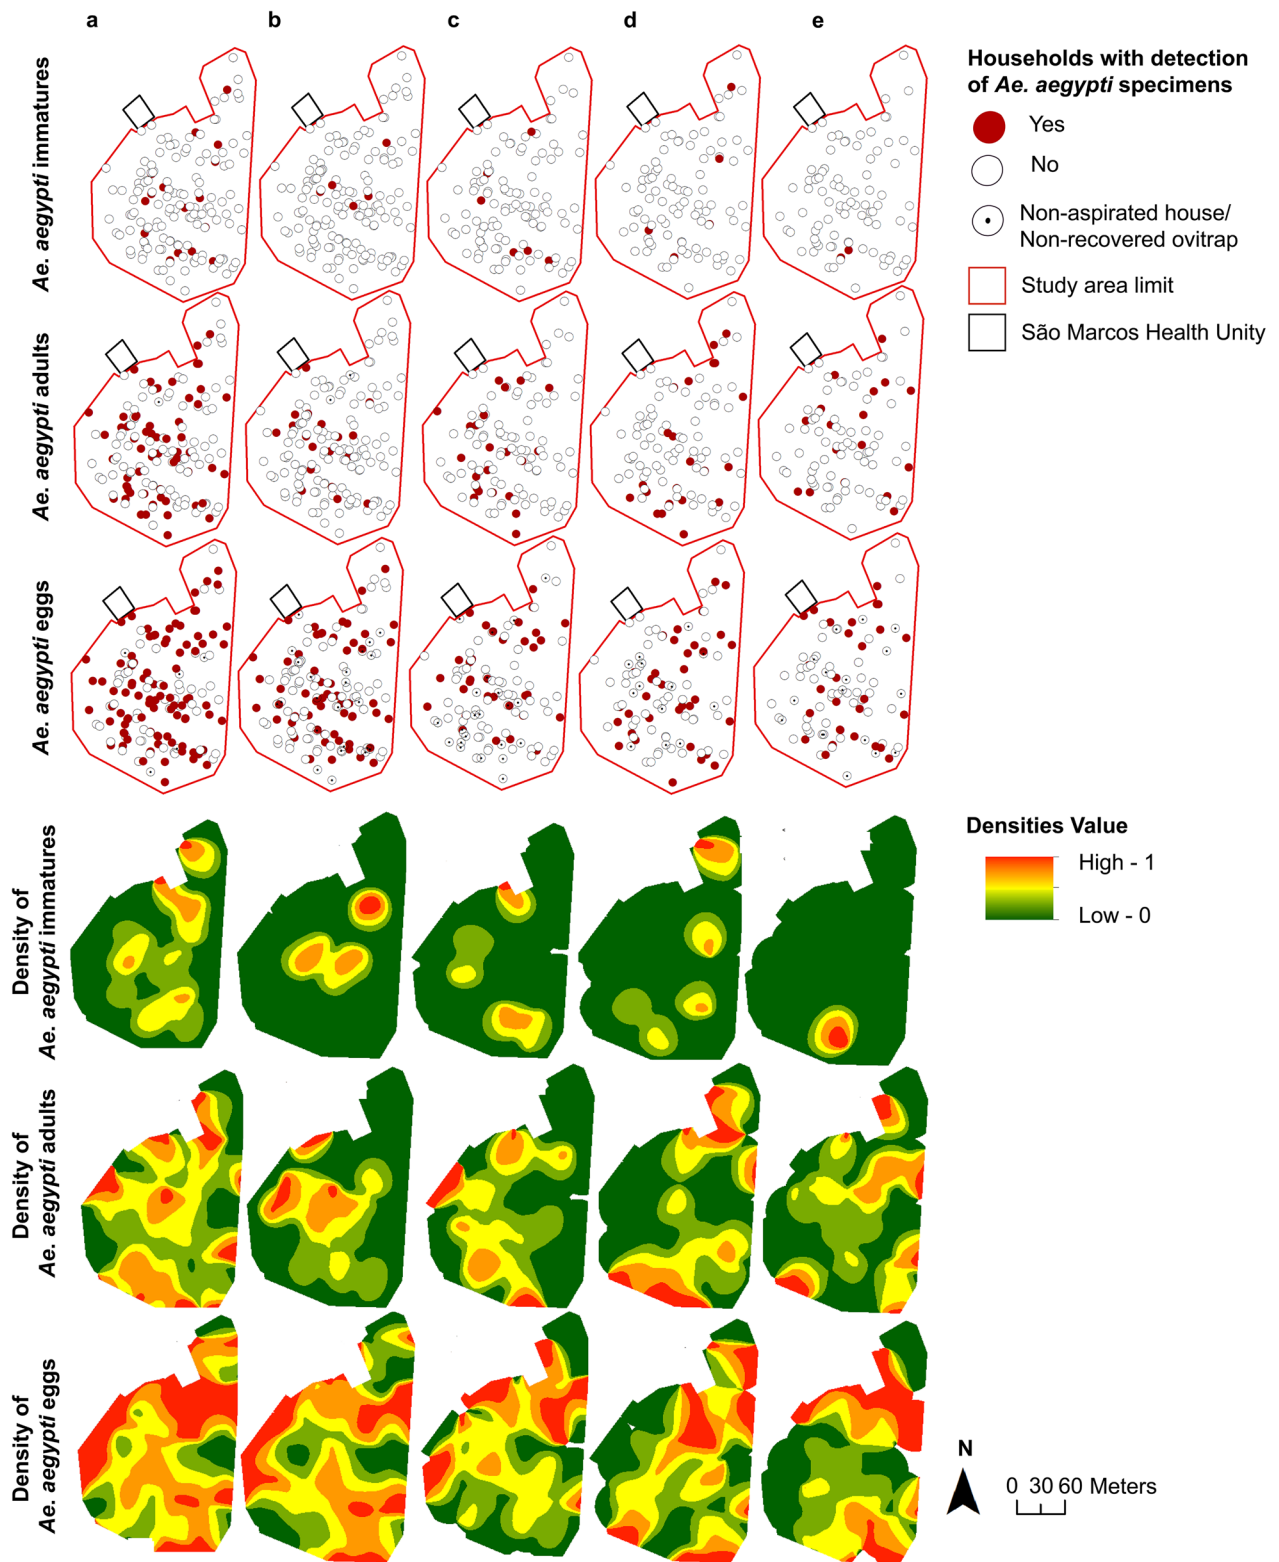 a b c d e
Ae. aegypti immatures
Ae. aegypti adults
Ae. aegypti eggs
Households with detection
of Ae. aegypti specimens
Yes
No
Non-aspirated house/
Non-recovered ovitrap
Study area limit
São Marcos Health Unity
Density of
Ae. aegypti immatures
Density of
Ae. aegypti adults
Density of
Ae. aegypti eggs
Densities Value
High - 1
Low - 0
N
0 30 60 Meters